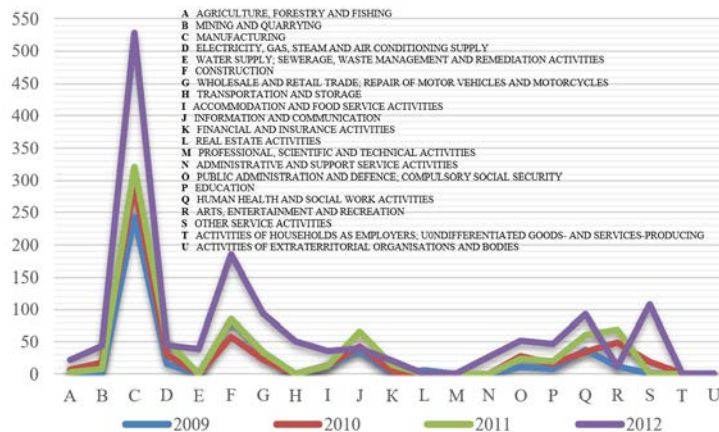 550
500
450
400
350
300
250
200
150
100
50
0
A AGRICULTURE, FORESTRY AND FISHING
B MINING AND QUARRYING
C MANUFACTURING
D ELECTRICITY, GAS, STEAM AND AIR CONDITIONING SUPPLY
E WATER SUPPLY; SEWERAGE, WASTE MANAGEMENT AND REMEDIATION ACTIVITIES
F CONSTRUCTION
G WHOLESALE AND RETAIL TRADE; REPAIR OF MOTOR VEHICLES AND MOTORCYCLES
H TRANSPORTATION AND STORAGE
I ACCOMMODATION AND FOOD SERVICE ACTIVITIES
J INFORMATION AND COMMUNICATION
K FINANCIAL AND INSURANCE ACTIVITIES
L REAL ESTATE ACTIVITIES
M PROFESSIONAL, SCIENTIFIC AND TECHNICAL ACTIVITIES
N ADMINISTRATIVE AND SUPPORT SERVICE ACTIVITIES
O PUBLIC ADMINISTRATION AND DEFENCE; COMPULSORY SOCIAL SECURITY
P EDUCATION
Q HUMAN HEALTH AND SOCIAL WORK ACTIVITIES
R ARTS, ENTERTAINMENT AND RECREATION
S OTHER SERVICE ACTIVITIES
T ACTIVITIES OF HOUSEHOLDS AS EMPLOYERS; U0NDIFFERENTIATED GOODS- AND SERVICES-PRODUCING
U ACTIVITIES OF EXTRATERRITORIAL ORGANISATIONS AND BODIES
A B C D E F G H I J K L M N O P Q R S T U
2009 2010 2011 2012